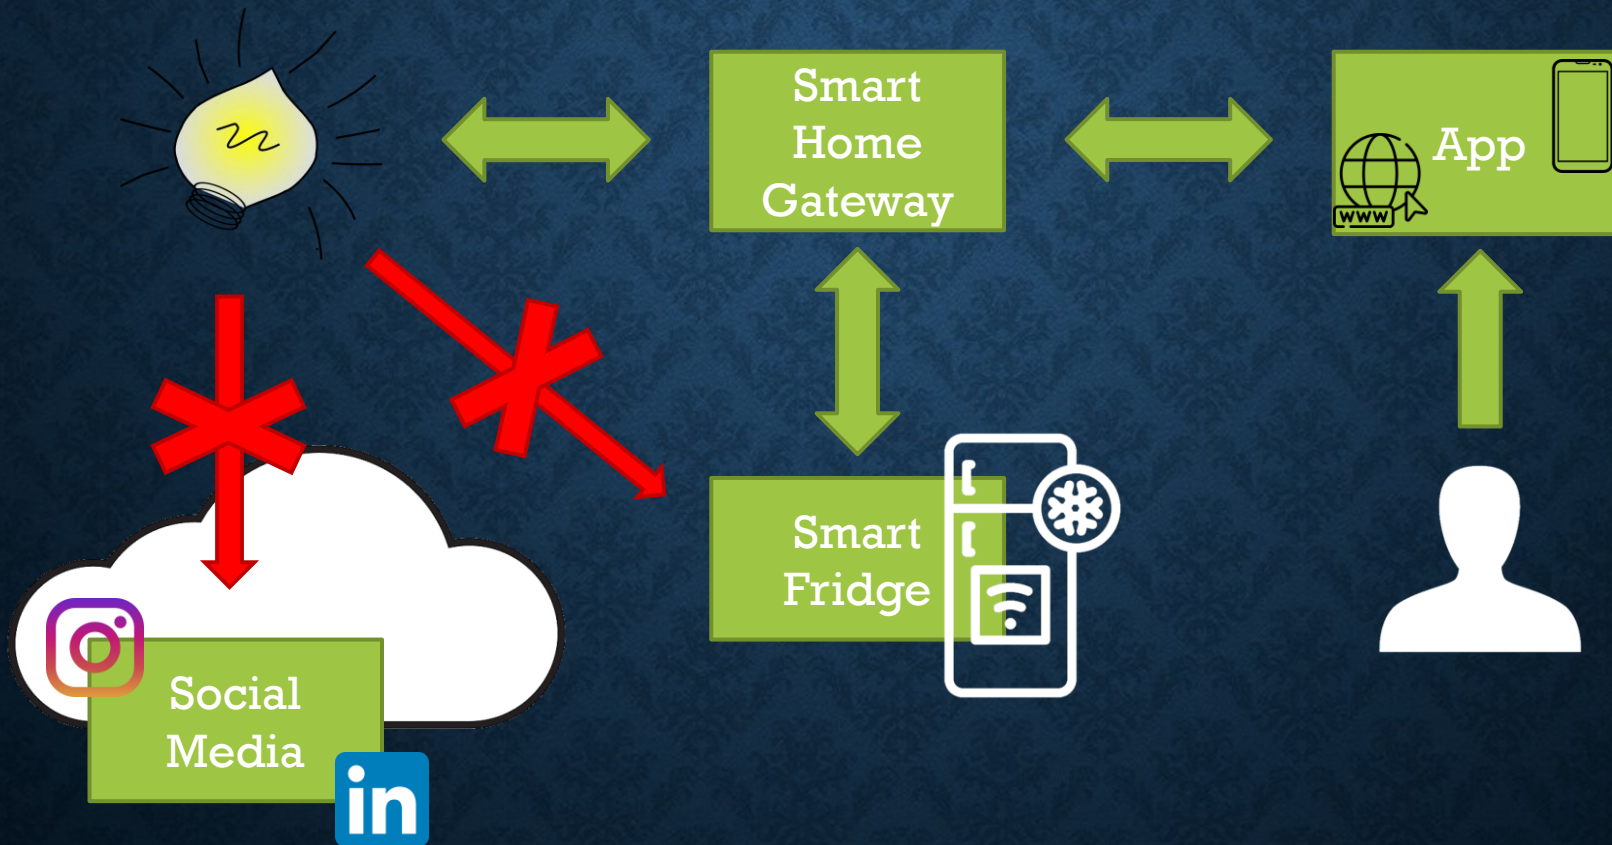 Smart
Home
Gateway
App
www
Smart
Fridge
Social
Media
in